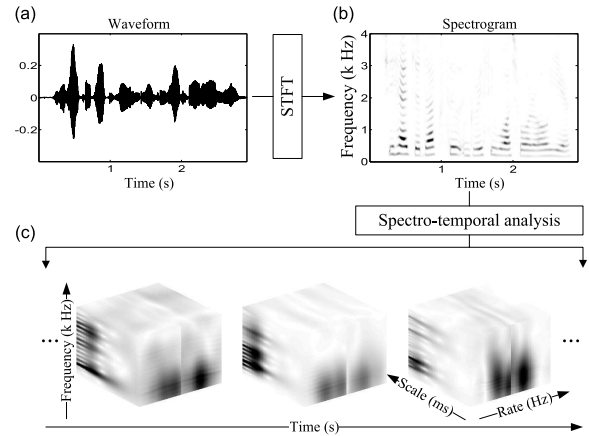 (a)
Waveform
0.2
0
-0.2
1
2
Time (s)
STFT
(b)
Spectrogram
Frequency (k Hz)
4
3
2
1
0
1
2
Time (s)
Spectro-temporal analysis
(c)
Frequency (k Hz)
...
...
Scale (ms)
Rate (Hz)
Time (s)